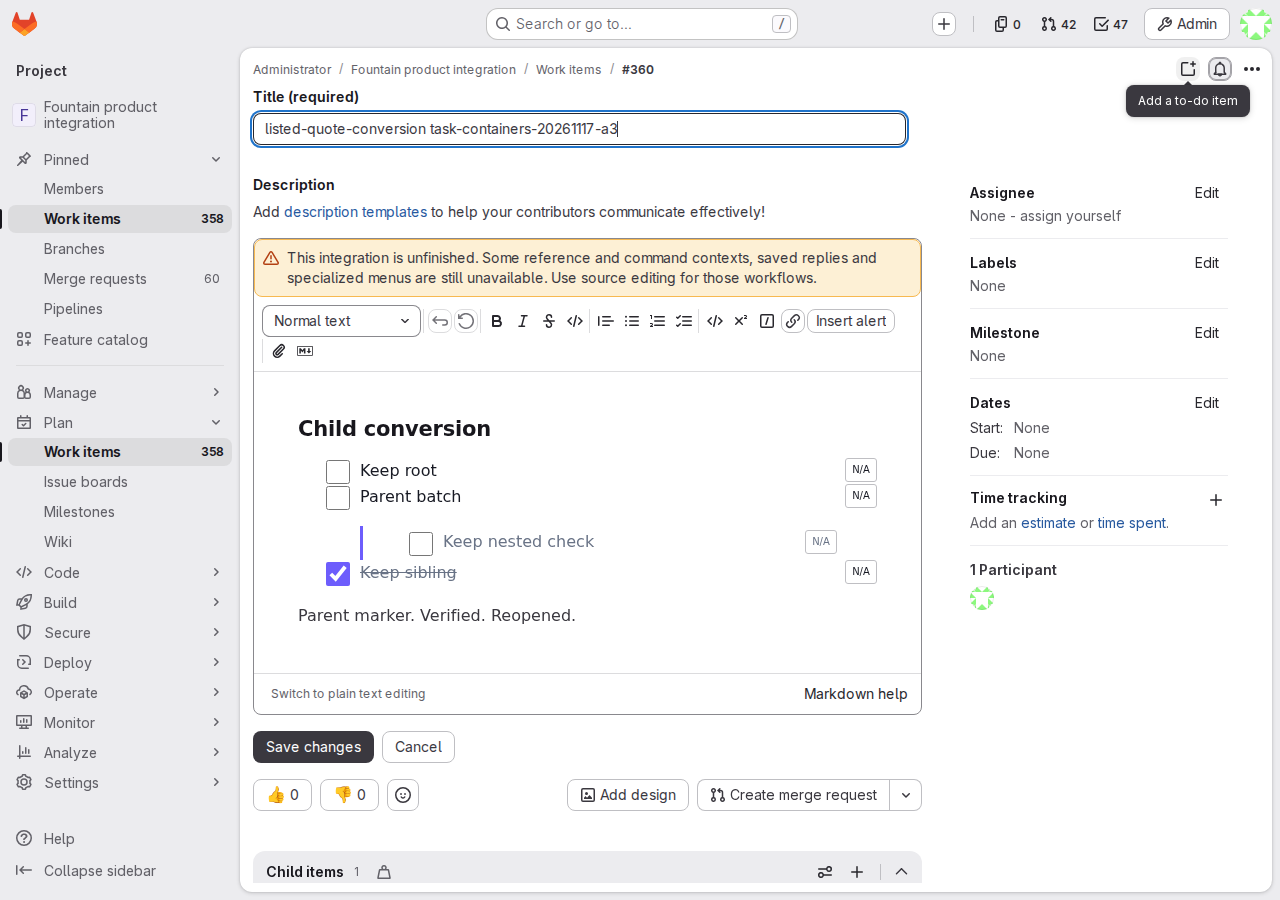 Search or go to...
/
0
42
47
Admin
Project
F
Fountain product integration
Pinned
Members
Work items 358
Branches
Merge requests 60
Pipelines
Feature catalog
Manage
Plan
Work items 358
Issue boards
Milestones
Wiki
Code
Build
Secure
Deploy
Operate
Monitor
Analyze
Settings
Help
Collapse sidebar
Administrator / Fountain product integration / Work items / #360
Add a to-do item
Title (required)
listed-quote-conversion task-containers-20261117-a3
Description
Add description templates to help your contributors communicate effectively!
This integration is unfinished. Some reference and command contexts, saved replies and
specialized menus are still unavailable. Use source editing for those workflows.
Normal text
Insert alert
Child conversion
Keep root N/A
Parent batch N/A
Keep nested check N/A
Keep sibling N/A
Parent marker. Verified. Reopened.
Switch to plain text editing
Markdown help
Save changes
Cancel
👍 0
👎 0
Add design
Create merge request
Child items 1
Assignee Edit
None - assign yourself
Labels Edit
None
Milestone Edit
None
Dates Edit
Start: None
Due: None
Time tracking
Add an estimate or time spent.
1 Participant